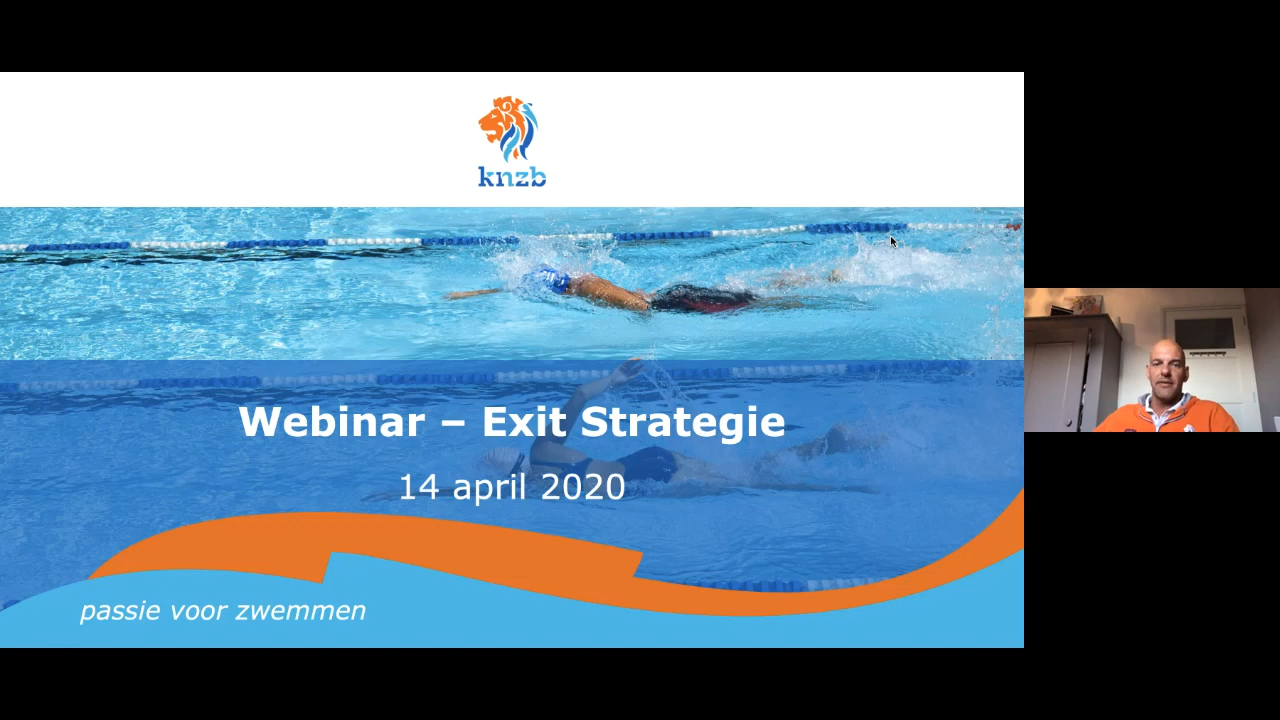 knzb
Webinar – Exit Strategie
14 april 2020
passie voor zwemmen